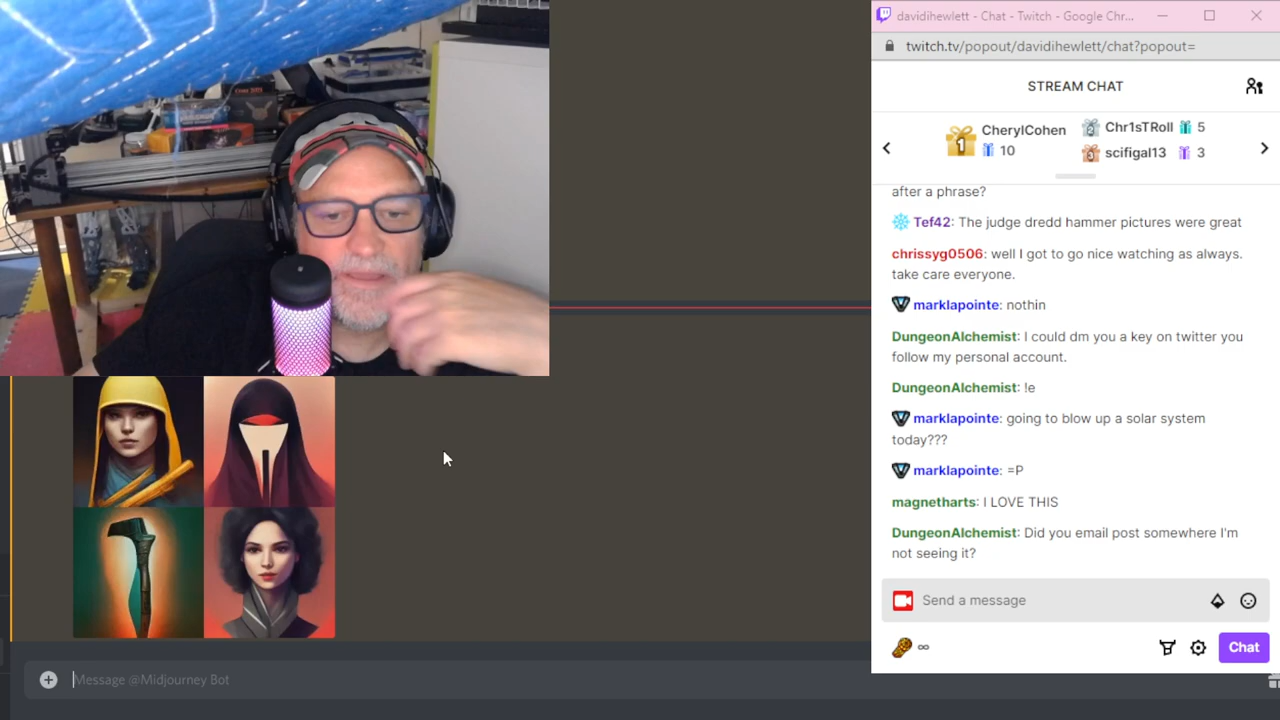 davidihewlett - Chat - Twitch - Google Chr...
twitch.tv/popout/davidihewlett/chat?popout=
STREAM CHAT
1
CherylCohen
10
2
Chr1sTRoll 5
3
scifigal13 3
after a phrase?
Tef42: The judge dredd hammer pictures were great
chrissyg0506: well I got to go nice watching as always.
take care everyone.
marklapointe: nothin
DungeonAlchemist: I could dm you a key on twitter you
follow my personal account.
DungeonAlchemist: !e
marklapointe: going to blow up a solar system
today???
marklapointe: =P
magnetharts: I LOVE THIS
DungeonAlchemist: Did you email post somewhere I'm
not seeing it?
Send a message
∞
Chat
Message @Midjourney Bot